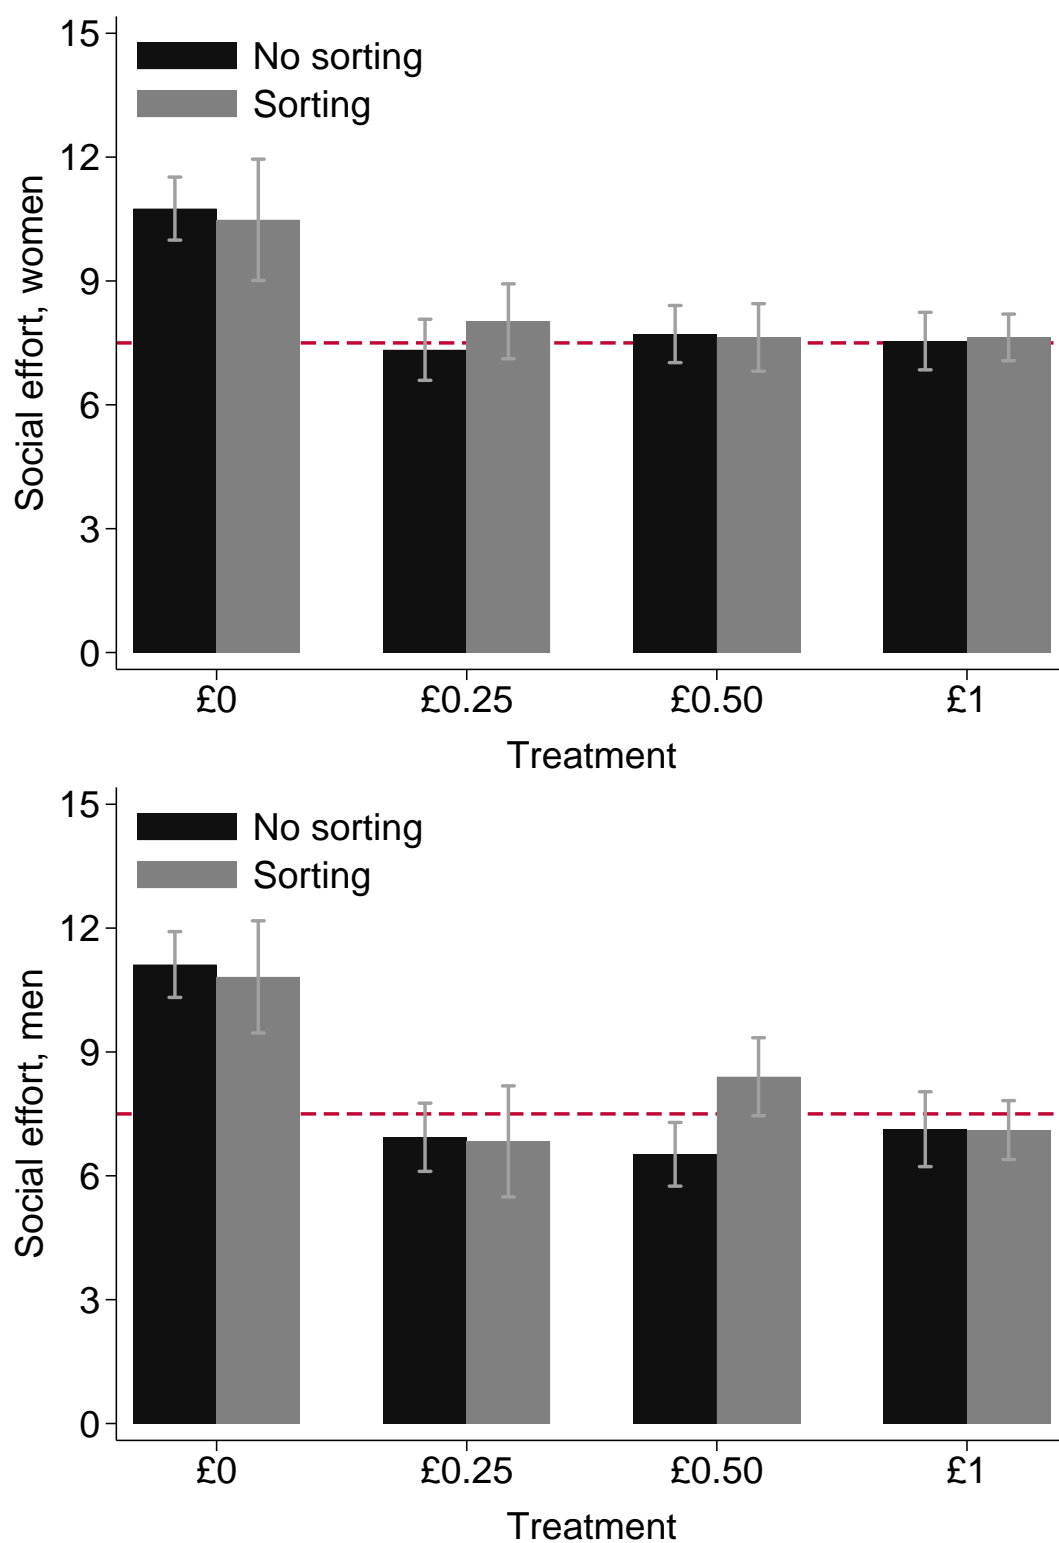 Social effort, women
15
12
9
6
3
0
No sorting
Sorting
£0 £0.25 £0.50 £1
Treatment
Social effort, men
15
12
9
6
3
0
No sorting
Sorting
£0 £0.25 £0.50 £1
Treatment